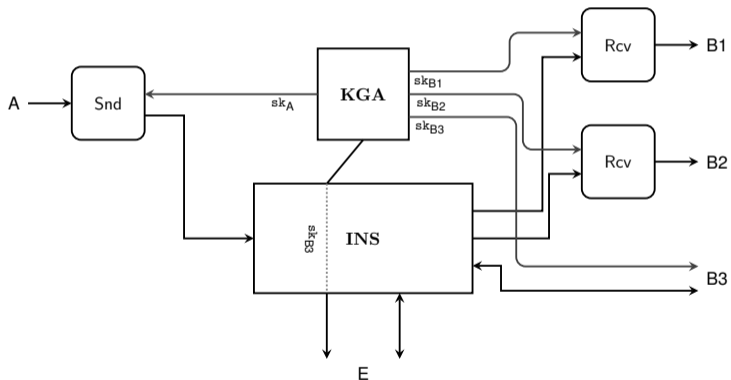 Rcv
B1
KGA
sk_B1
A
Snd
sk_A
sk_B2
sk_B3
Rcv
B2
sk_B3
INS
B3
E